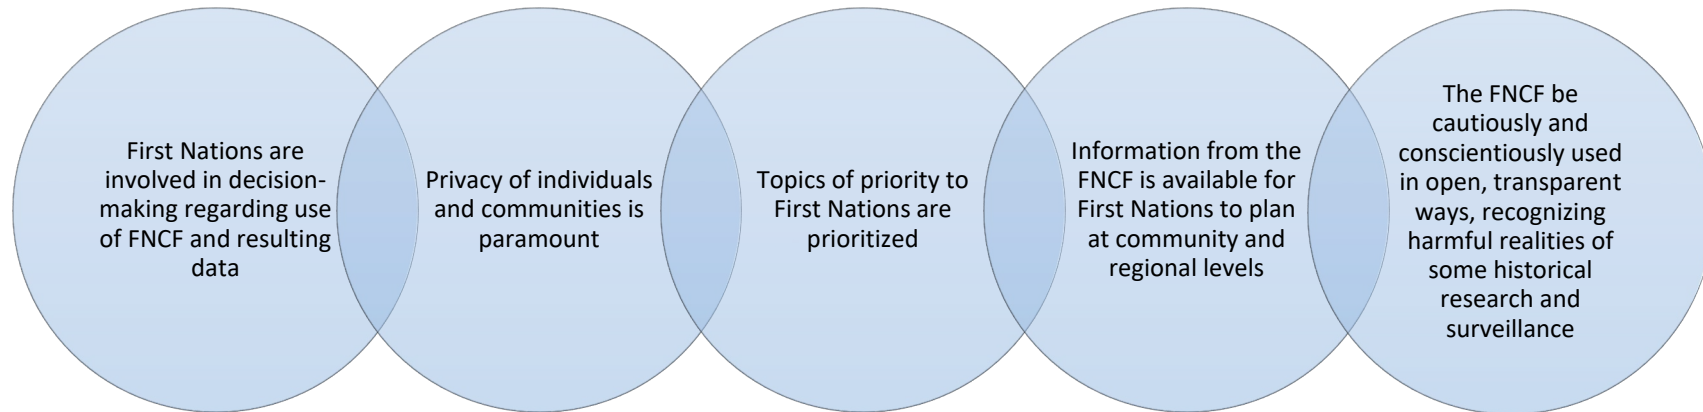 First Nations are
involved in decision-
making regarding use
of FNCF and resulting
data
Privacy of individuals
and communities is
paramount
Topics of priority to
First Nations are
prioritized
Information from the
FNCF is available for
First Nations to plan
at community and
regional levels
The FNCF be
cautiously and
conscientiously used
in open, transparent
ways, recognizing
harmful realities of
some historical
research and
surveillance